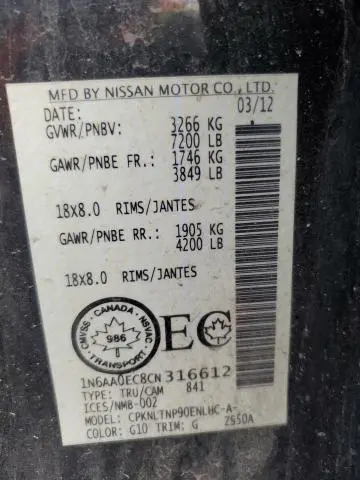 MFD BY NISSAN MOTOR CO., LTD.
DATE: 03/12
GVWR/PNBV: 3266 KG
7200 LB
GAWR/PNBE FR.: 1746 KG
3849 LB
18X8.0 RIMS/JANTES
GAWR/PNBE RR.: 1905 KG
4200 LB
18X8.0 RIMS/JANTES
CANADA
CMVSS NSVAC
986
TRANSPORT
EC
1N6AA0EC8CN316612
TYPE: TRU/CAM 841
ICES/NMB-002
MODEL: CPKNLTNP90ENLHC-A-
COLOR: G10 TRIM: G ZS50A